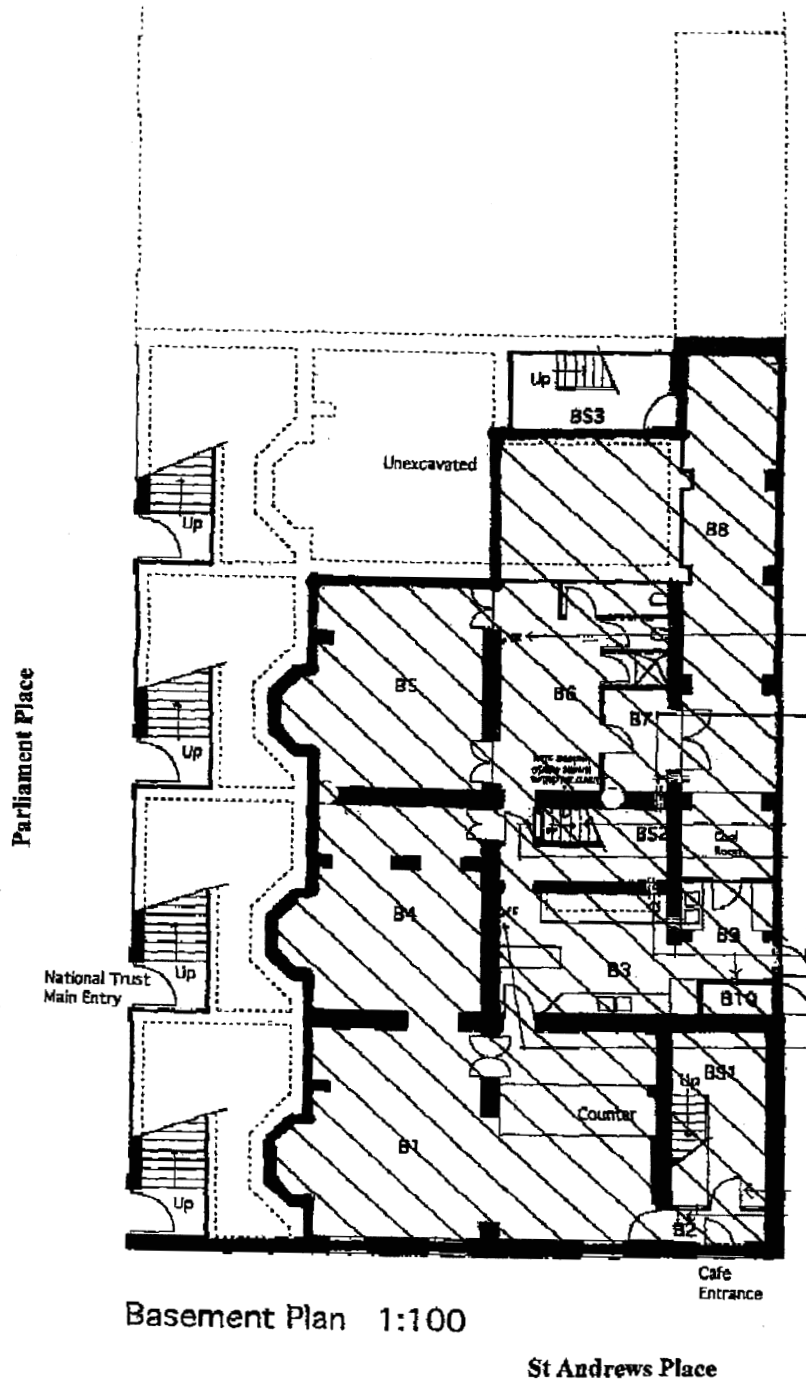 Up
BS3
Unexcavated
B8
Up
B5
B6
B7
Up
BS2
Coal
Room
Parliament Place
B4
B9
National Trust
Main Entry
Up
B3
B10
BS1
Up
Counter
B1
Up
B2
Cafe
Entrance
Basement Plan 1:100
St Andrews Place